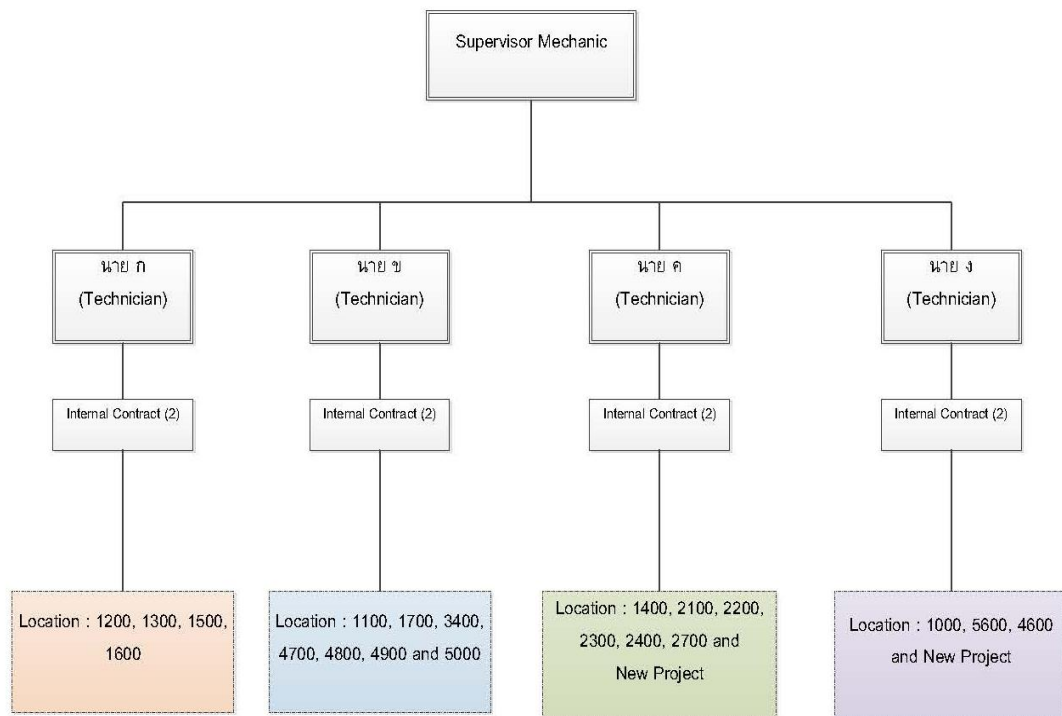 Supervisor Mechanic
นาย ก
(Technician)
นาย ข
(Technician)
นาย ค
(Technician)
นาย ง
(Technician)
Internal Contract (2)
Internal Contract (2)
Internal Contract (2)
Internal Contract (2)
Location : 1200, 1300, 1500,
1600
Location : 1100, 1700, 3400,
4700, 4800, 4900 and 5000
Location : 1400, 2100, 2200,
2300, 2400, 2700 and
New Project
Location : 1000, 5600, 4600
and New Project